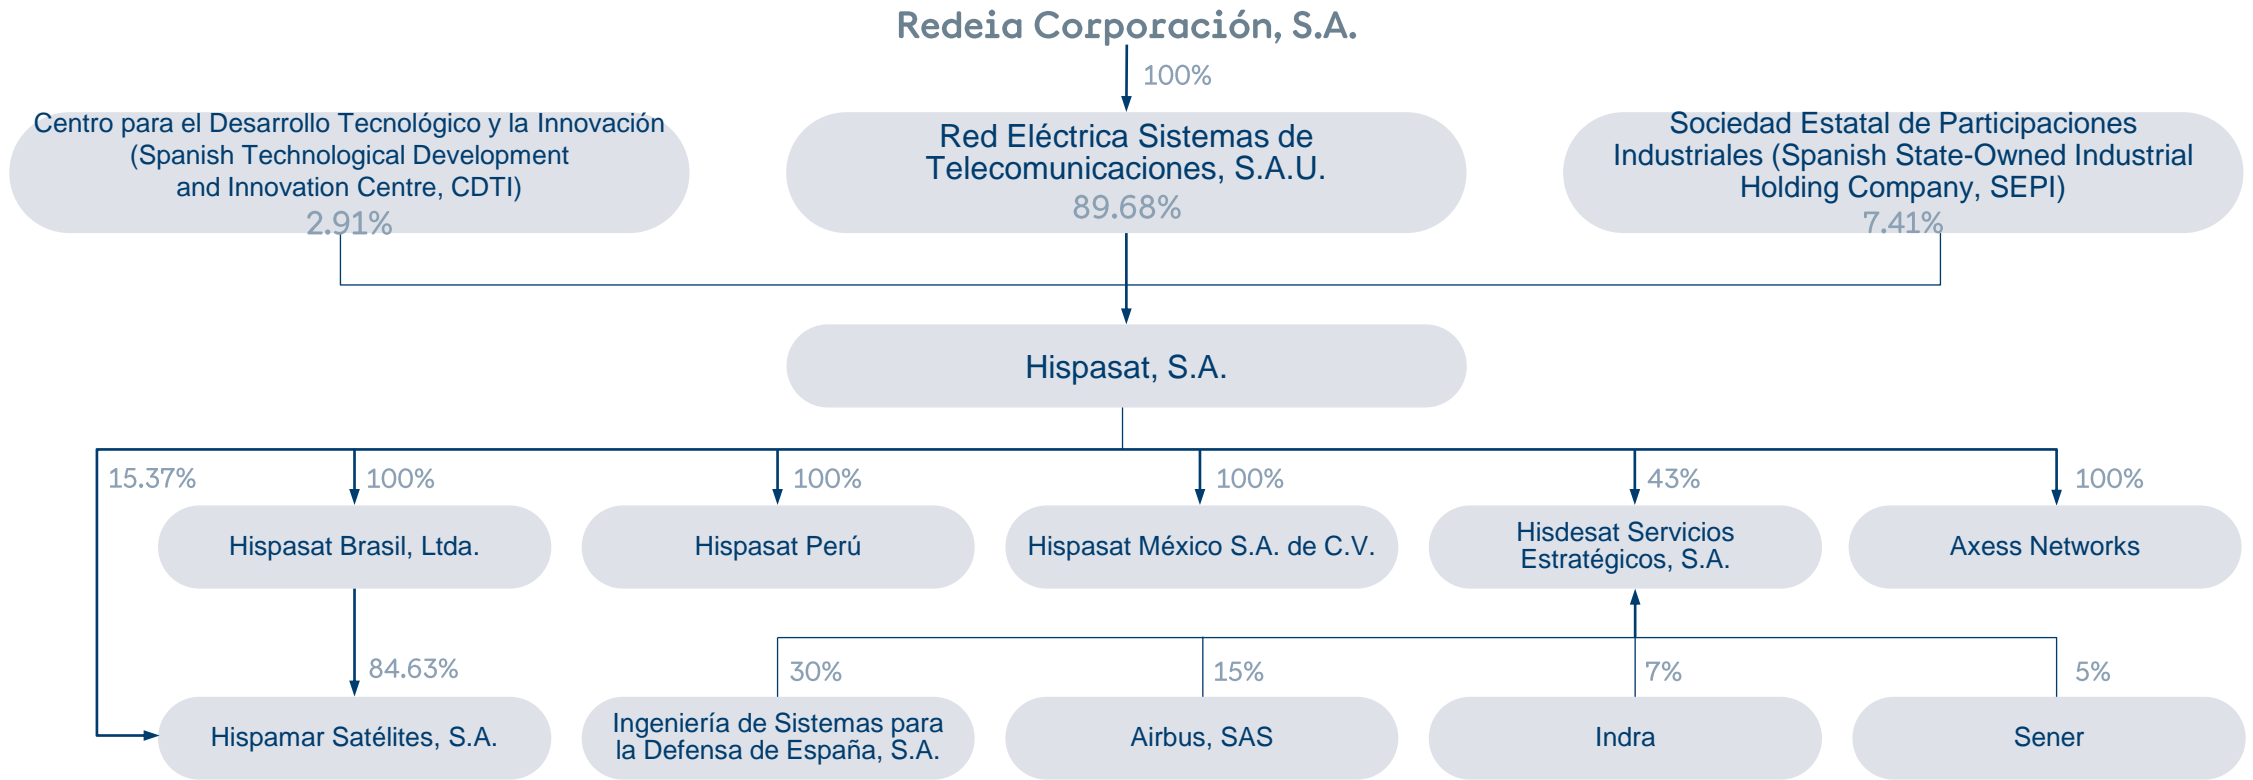 Redeia Corporación, S.A.
100%
Centro para el Desarrollo Tecnológico y la Innovación
(Spanish Technological Development
and Innovation Centre, CDTI)
2.91%
Red Eléctrica Sistemas de
Telecomunicaciones, S.A.U.
89.68%
Sociedad Estatal de Participaciones
Industriales (Spanish State-Owned Industrial
Holding Company, SEPI)
7.41%
Hispasat, S.A.
15.37%
100%
100%
100%
43%
100%
Hispasat Brasil, Ltda.
Hispasat Perú
Hispasat México S.A. de C.V.
Hisdesat Servicios
Estratégicos, S.A.
Axess Networks
84.63%
30%
15%
7%
5%
Hispamar Satélites, S.A.
Ingeniería de Sistemas para
la Defensa de España, S.A.
Airbus, SAS
Indra
Sener